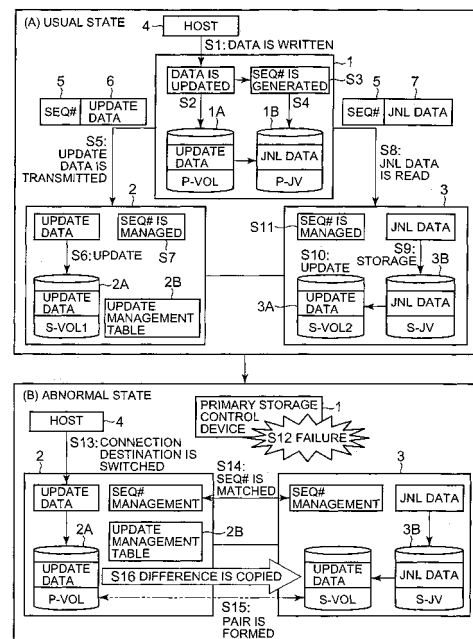 (A) USUAL STATE
4
HOST
S1: DATA IS WRITTEN
1
5
6
SEQ#
UPDATE
DATA
DATA IS
UPDATED
SEQ# IS
GENERATED
S3
5
7
SEQ#
JNL DATA
S2
S4
1A
1B
UPDATE
DATA
JNL DATA
P-VOL
P-JV
S5:
UPDATE
DATA IS
TRANSMITTED
S8:
JNL DATA
IS READ
2
3
UPDATE
DATA
SEQ# IS
MANAGED
S6: UPDATE
S7
2A
2B
UPDATE
DATA
S-VOL1
UPDATE
MANAGEMENT
TABLE
S11
SEQ# IS
MANAGED
JNL DATA
S10:
UPDATE
S9:
STORAGE
3B
3A
UPDATE
DATA
JNL DATA
S-VOL2
S-JV
(B) ABNORMAL STATE
HOST
4
PRIMARY STORAGE
CONTROL
DEVICE
1
S12 FAILURE
S13: CONNECTION
DESTINATION IS
SWITCHED
2
S14:
SEQ# IS
MATCHED
3
UPDATE
DATA
SEQ#
MANAGEMENT
SEQ#
MANAGEMENT
JNL DATA
2A
UPDATE
MANAGEMENT
TABLE
2B
3B
UPDATE
DATA
S16 DIFFERENCE IS COPIED
UPDATE
DATA
JNL DATA
P-VOL
S-VOL
S-JV
S15:
PAIR IS
FORMED